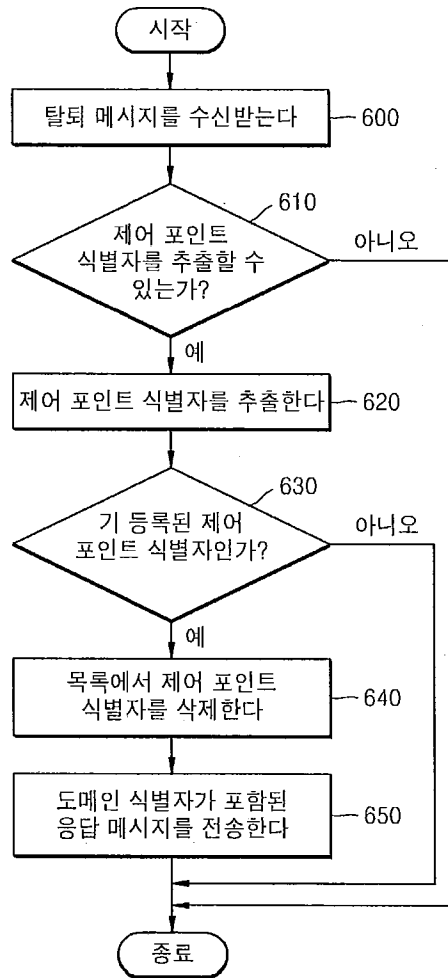 시작
탈퇴 메시지를 수신받는다
600
610
제어 포인트
식별자를 추출할 수
있는가?
아니오
예
제어 포인트 식별자를 추출한다
620
630
기 등록된 제어
포인트 식별자인가?
아니오
예
목록에서 제어 포인트
식별자를 삭제한다
640
도메인 식별자가 포함된
응답 메시지를 전송한다
650
종료